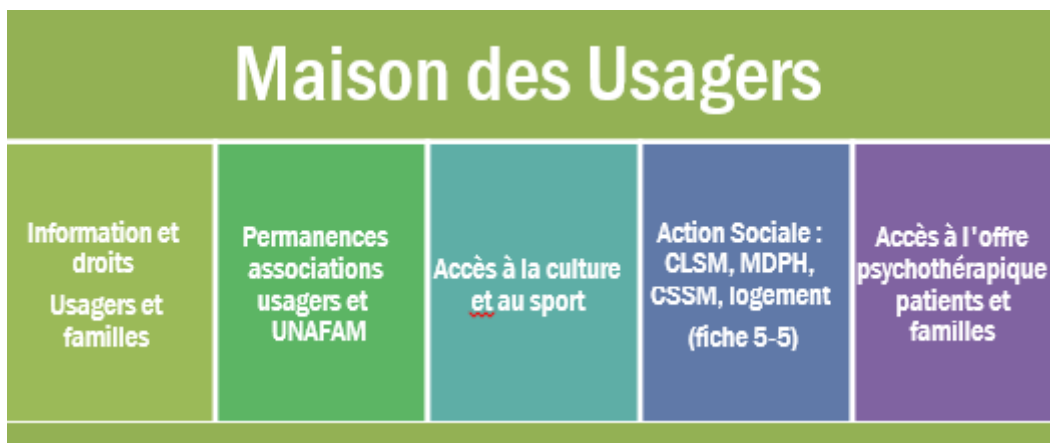 Maison des Usagers
Information et
droits
Usagers et
familles
Permanences
associations
usagers et
UNAFAM
Accès à la culture
et au sport
Action Sociale :
CLSM, MDPH,
CSSM, logement
(fiche 5-5)
Accès à l'offre
psychothérapique
patients et
familles